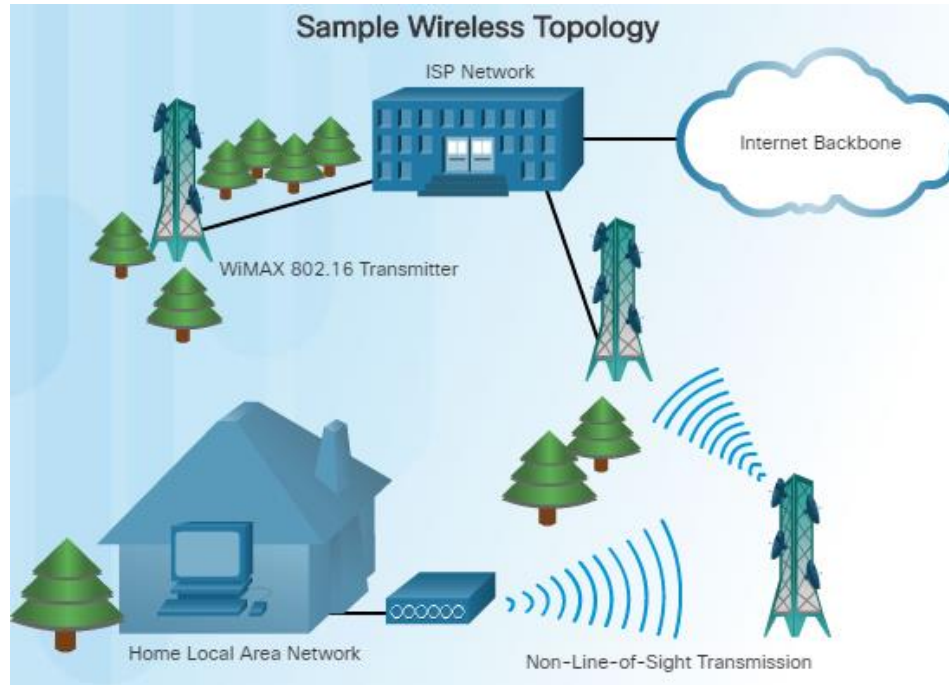 Sample Wireless Topology
ISP Network
Internet Backbone
WiMAX 802.16 Transmitter
Home Local Area Network
Non-Line-of-Sight Transmission